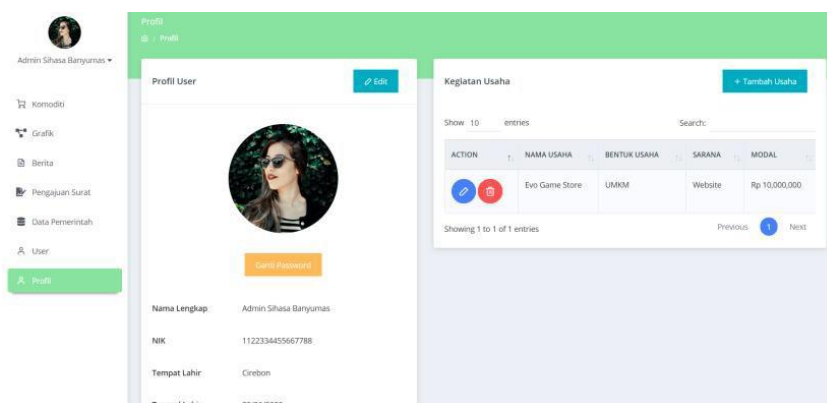 Profil
Profil
Admin Sihasa Banyumas
Komoditi
Grafik
Berita
Pengajuan Surat
Data Pemerintah
User
Profil
Profil User
Edit
Ganti Password
Nama Lengkap Admin Sihasa Banyumas
NIK 1122334455667788
Tempat Lahir Cirebon
Kegiatan Usaha
+ Tambah Usaha
Show 10 entries Search:
ACTION NAMA USAHA BENTUK USAHA SARANA MODAL
Evo Game Store UMKM Website Rp 10,000,000
Showing 1 to 1 of 1 entries Previous 1 Next